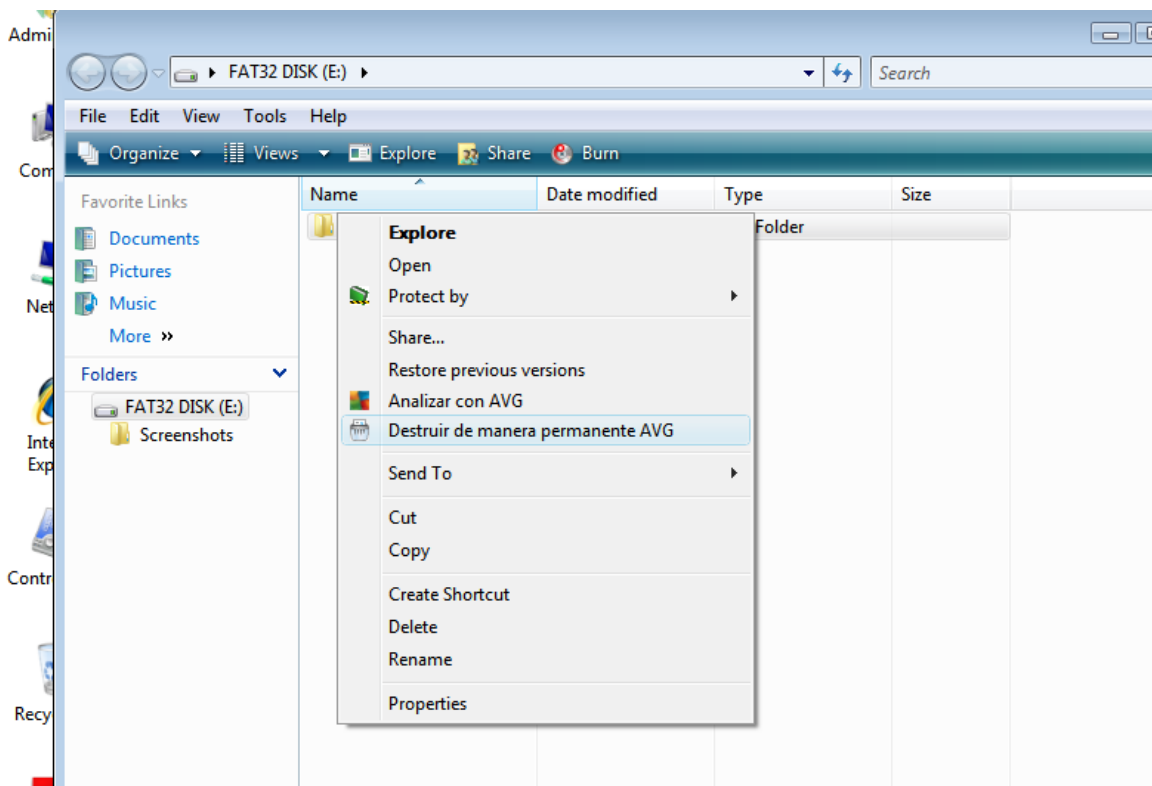 Admi
FAT32 DISK (E:)
Search
File Edit View Tools Help
Organize Views Explore Share Burn
Com
Favorite Links
Name Date modified Type Size
Documents
Folder
Pictures
Music
More »
Net
Folders
FAT32 DISK (E:)
Screenshots
Inte
Exp
Contr
Recy
Explore
Open
Protect by
Share...
Restore previous versions
Analizar con AVG
Destruir de manera permanente AVG
Send To
Cut
Copy
Create Shortcut
Delete
Rename
Properties